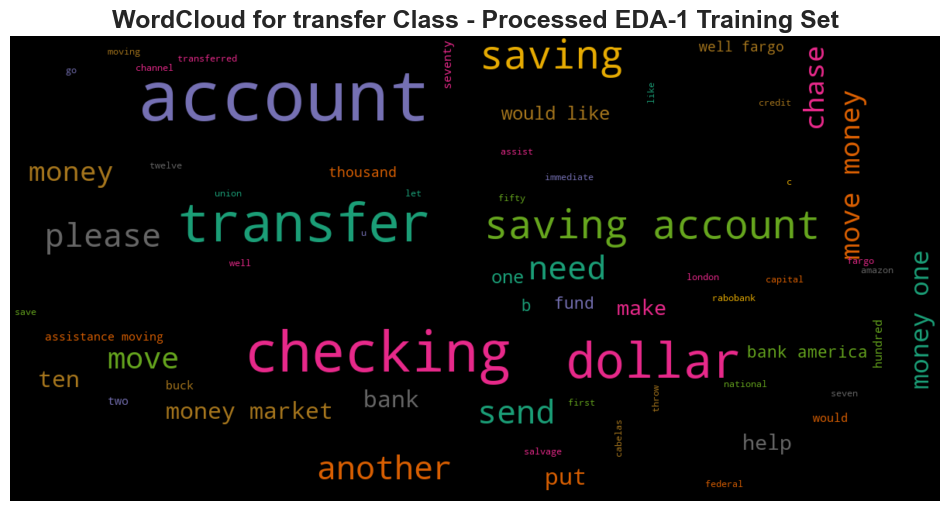 WordCloud for transfer Class - Processed EDA-1 Training Set
moving
go
channel
transferred
seventy
saving
well fargo
chase
account
like
would like
credit
move money
money
twelve
thousand
assist
immediate
c
union
let
fifty
please
transfer
u
saving account
well
one
need
london
capital
fargo
amazon
money one
save
b
fund
make
rabobank
assistance moving
move
checking
dollar
bank america
hundred
ten
buck
two
money market
bank
send
first
throw
national
seven
would
cabelas
help
another
salvage
put
federal